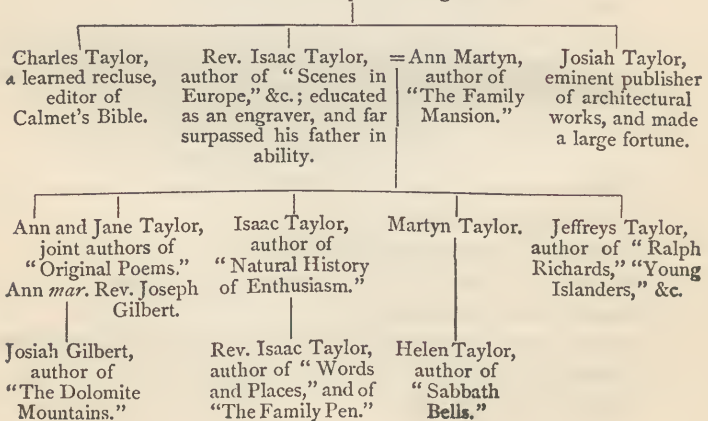 Charles Taylor,
a learned recluse,
editor of
Calmet's Bible.
Rev. Isaac Taylor,
author of "Scenes in
Europe," &c.; educated
as an engraver, and far
surpassed his father in
ability.
=Ann Martyn,
author of
"The Family
Mansion."
Josiah Taylor,
eminent publisher
of architectural
works, and made
a large fortune.
Ann and Jane Taylor,
joint authors of
"Original Poems."
Ann mar. Rev. Joseph
Gilbert.
Isaac Taylor,
author of
"Natural History
of Enthusiasm."
Martyn Taylor.
Jeffreys Taylor,
author of "Ralph
Richards," "Young
Islanders," &c.
Josiah Gilbert,
author of
"The Dolomite
Mountains."
Rev. Isaac Taylor,
author of "Words
and Places," and of
"The Family Pen."
Helen Taylor,
author of
"Sabbath
Bells."